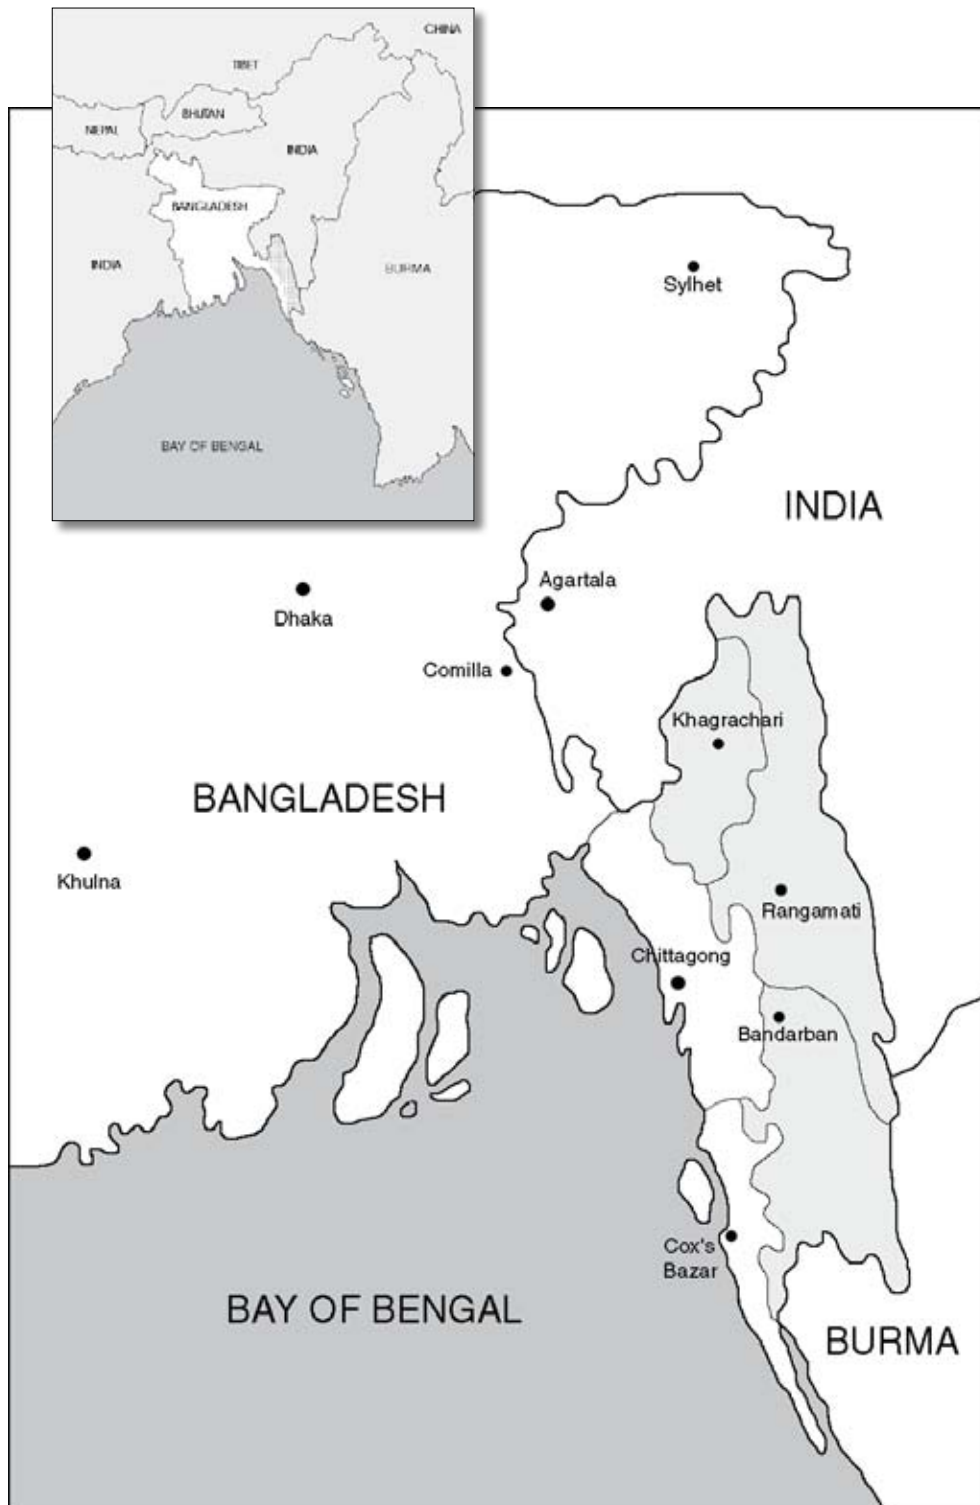 CHINA
TIBET
BHUTAN
NEPAL
INDIA
BANGLADESH
INDIA
BURMA
BAY OF BENGAL
Sylhet
INDIA
Agartala
Dhaka
Comilla
Khagrachari
BANGLADESH
Khulna
Rangamati
Chittagong
Bandarban
Cox's
Bazar
BAY OF BENGAL
BURMA